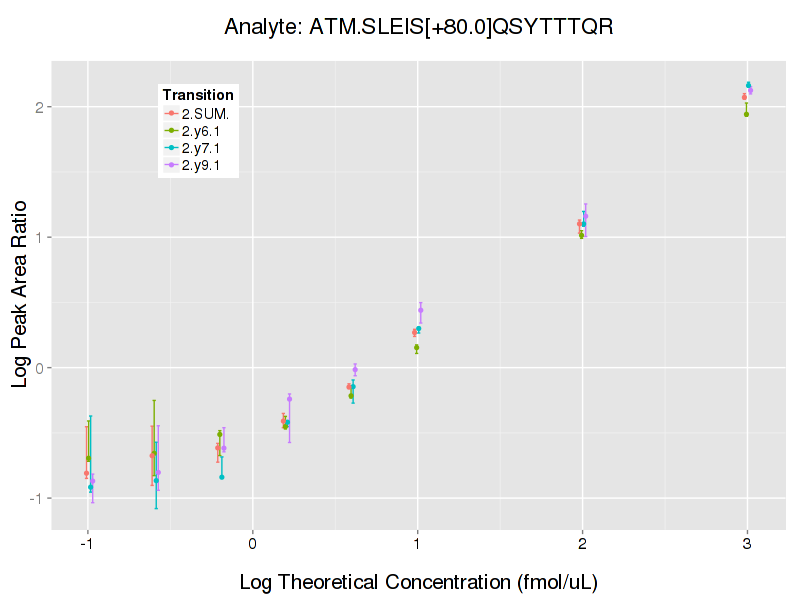 Analyte: ATM.SLEIS[+80.0]QSYTTTQR
Transition
2.SUM.
2.y6.1
2.y7.1
2.y9.1
Log Peak Area Ratio
2
1
0
-1
-1 0 1 2 3
Log Theoretical Concentration (fmol/uL)